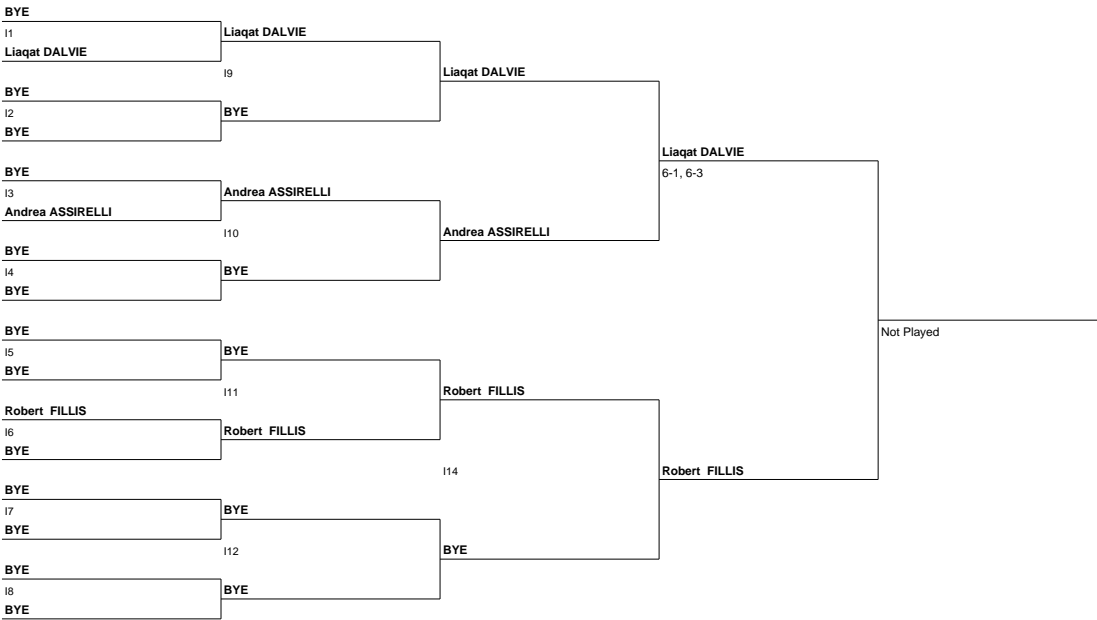 BYE
I1
Liaqat DALVIE
Liaqat DALVIE
I9
BYE
I2
BYE
BYE
Liaqat DALVIE
BYE
I3
Andrea ASSIRELLI
Andrea ASSIRELLI
I10
BYE
I4
BYE
BYE
Andrea ASSIRELLI
Liaqat DALVIE
6-1, 6-3
BYE
I5
BYE
BYE
I11
Robert FILLIS
I6
BYE
Robert FILLIS
Robert FILLIS
I14
BYE
I7
BYE
BYE
I12
BYE
I8
BYE
BYE
BYE
Robert FILLIS
Not Played